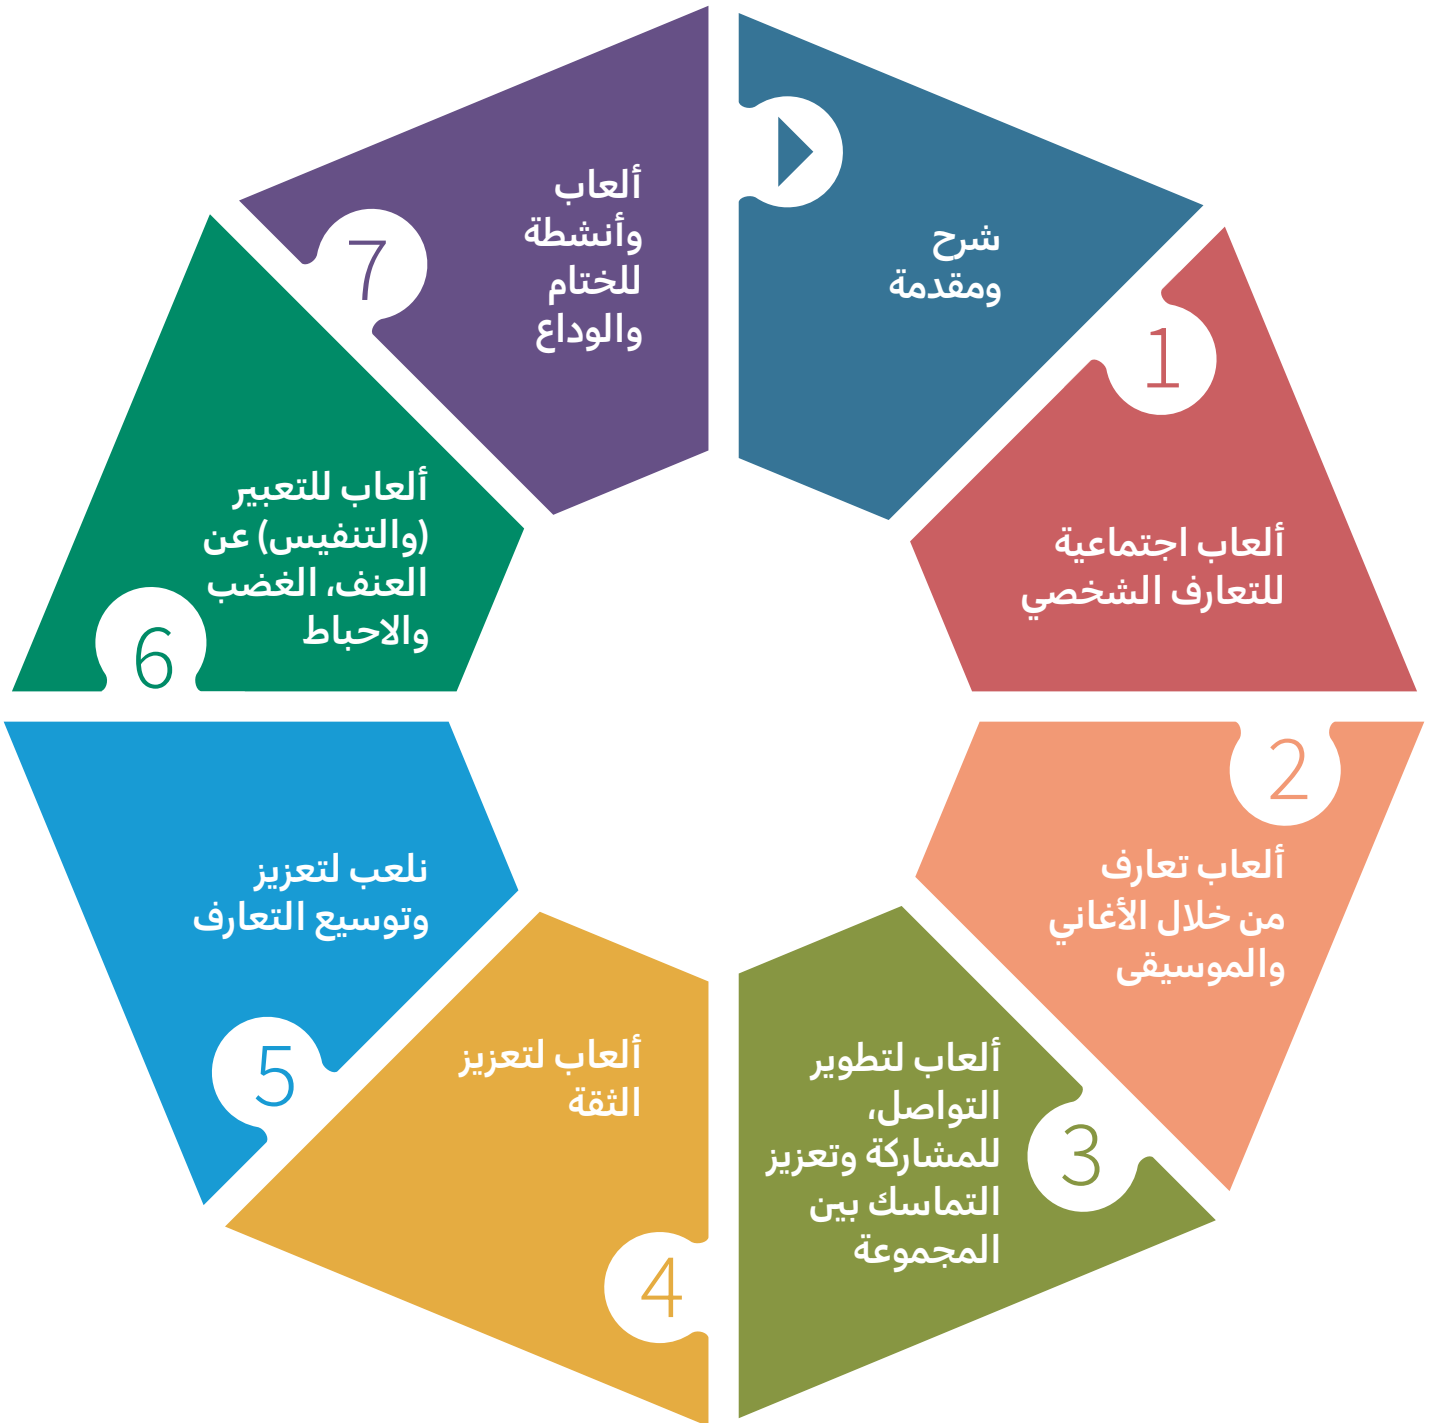 شرح
ومقدمة
1
ألعاب اجتماعية
للتعارف الشخصي
2
ألعاب تعارف
من خلال الأغاني
والموسيقى
3
ألعاب لتطوير
التواصل،
للمشاركة وتعزيز
التماسك بين
المجموعة
4
ألعاب لتعزيز
الثقة
5
نلعب لتعزيز
وتوسيع التعارف
6
ألعاب للتعبير
(والتنفيس) عن
العنف، الغضب
والاحباط
7
ألعاب
وأنشطة
للختام
والوداع